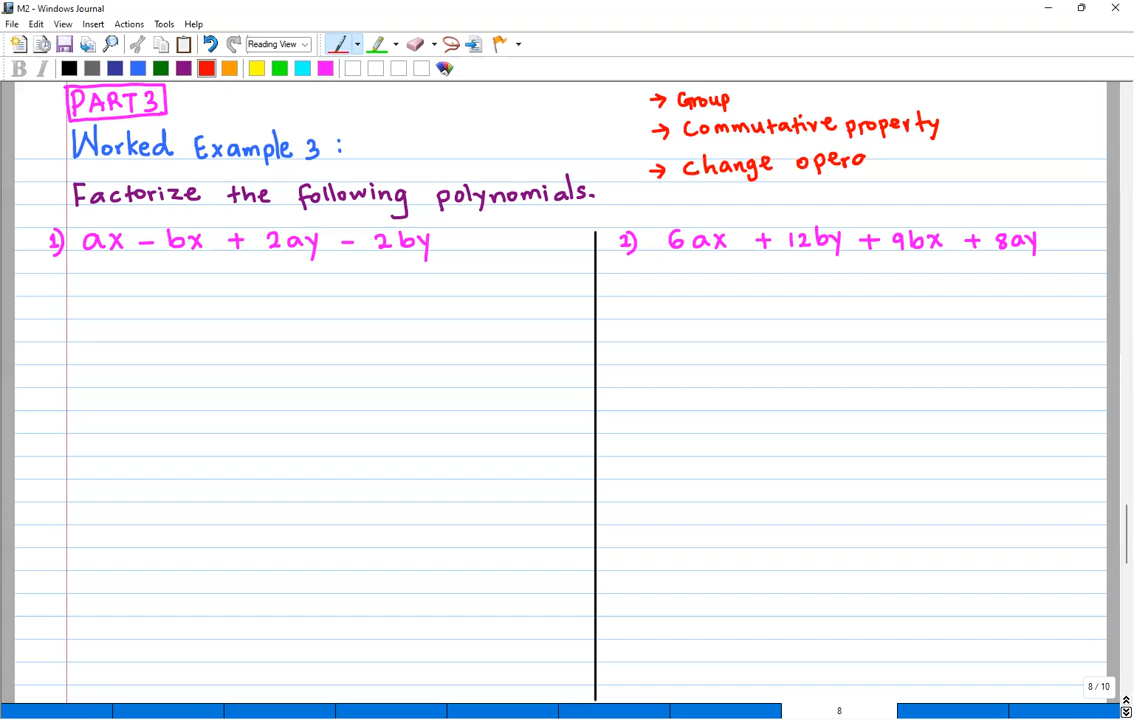 M2 - Windows Journal
File Edit View Insert Actions Tools Help
Reading View
B I
PART 3
→ Group
Worked Example 3 :
→ Commutative property
→ Change opera
Factorize the following polynomials.
1) ax - bx + 2ay - 2by
2) 6ax + 12by + 9bx + 8ay
8 / 10
8